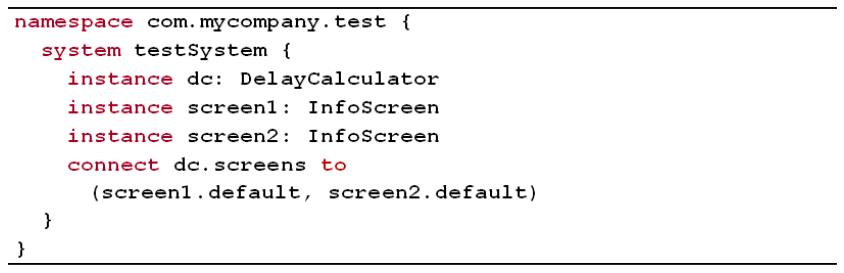 namespace com.mycompany.test {
  system testSystem {
    instance dc: DelayCalculator
    instance screen1: InfoScreen
    instance screen2: InfoScreen
    connect dc.screens to
      (screen1.default, screen2.default)
  }
}